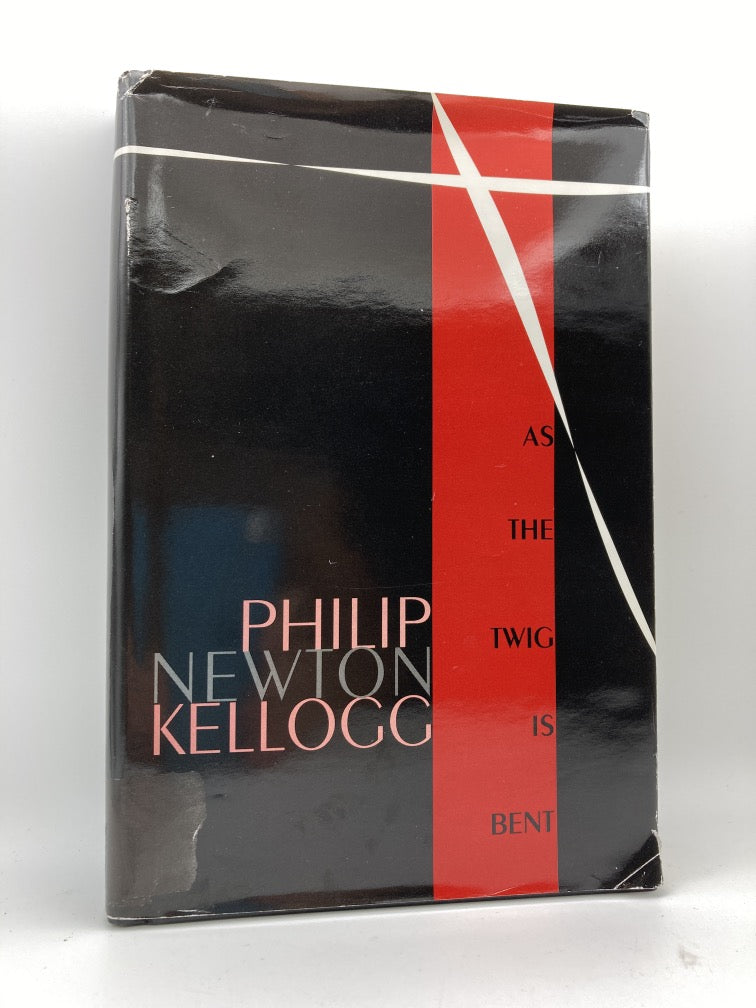 PHILIP
NEWTON
KELLOGG
AS
THE
TWIG
IS
BENT